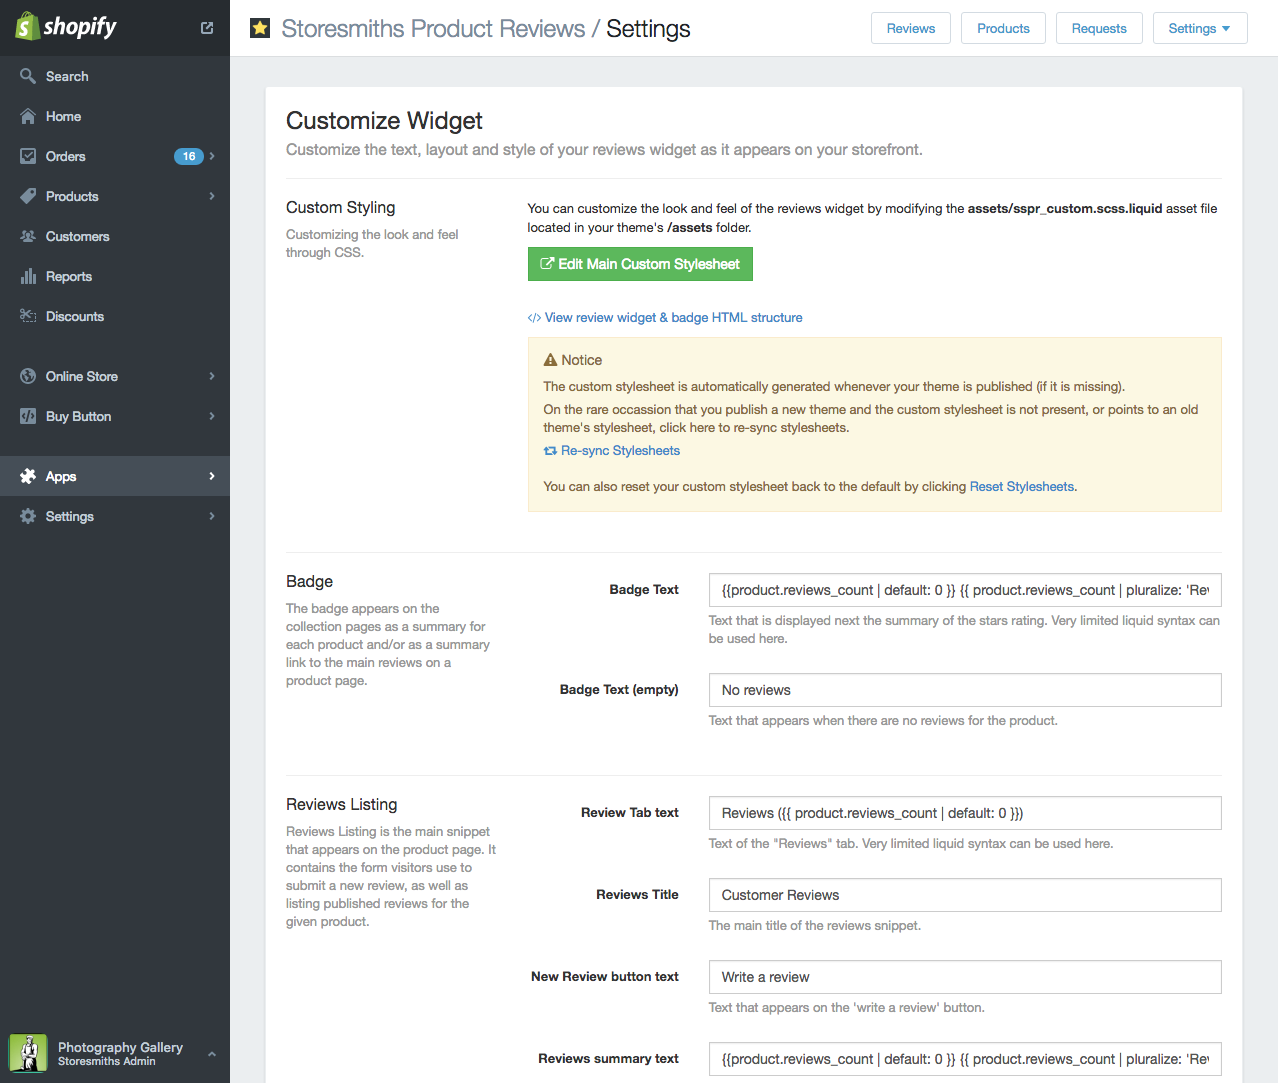 shopify
Search
Home
Orders 16
Products
Customers
Reports
Discounts
Online Store
Buy Button
Apps
Settings
Photography Gallery
Storesmiths Admin
Storesmiths Product Reviews / Settings
Reviews
Products
Requests
Settings
Customize Widget
Customize the text, layout and style of your reviews widget as it appears on your storefront.
Custom Styling
Customizing the look and feel
through CSS.
You can customize the look and feel of the reviews widget by modifying the assets/sspr_custom.scss.liquid asset file
located in your theme's /assets folder.
Edit Main Custom Stylesheet
</> View review widget & badge HTML structure
Notice
The custom stylesheet is automatically generated whenever your theme is published (if it is missing).
On the rare occassion that you publish a new theme and the custom stylesheet is not present, or points to an old
theme's stylesheet, click here to re-sync stylesheets.
Re-sync Stylesheets
You can also reset your custom stylesheet back to the default by clicking Reset Stylesheets.
Badge
The badge appears on the
collection pages as a summary for
each product and/or as a summary
link to the main reviews on a
product page.
Badge Text
{{product.reviews_count | default: 0 }} {{ product.reviews_count | pluralize: 'Rev
Text that is displayed next the summary of the stars rating. Very limited liquid syntax can
be used here.
Badge Text (empty)
No reviews
Text that appears when there are no reviews for the product.
Reviews Listing
Reviews Listing is the main snippet
that appears on the product page. It
contains the form visitors use to
submit a new review, as well as
listing published reviews for the
given product.
Review Tab text
Reviews ({{ product.reviews_count | default: 0 }})
Text of the "Reviews" tab. Very limited liquid syntax can be used here.
Reviews Title
Customer Reviews
The main title of the reviews snippet.
New Review button text
Write a review
Text that appears on the 'write a review' button.
Reviews summary text
{{product.reviews_count | default: 0 }} {{ product.reviews_count | pluralize: 'Rev